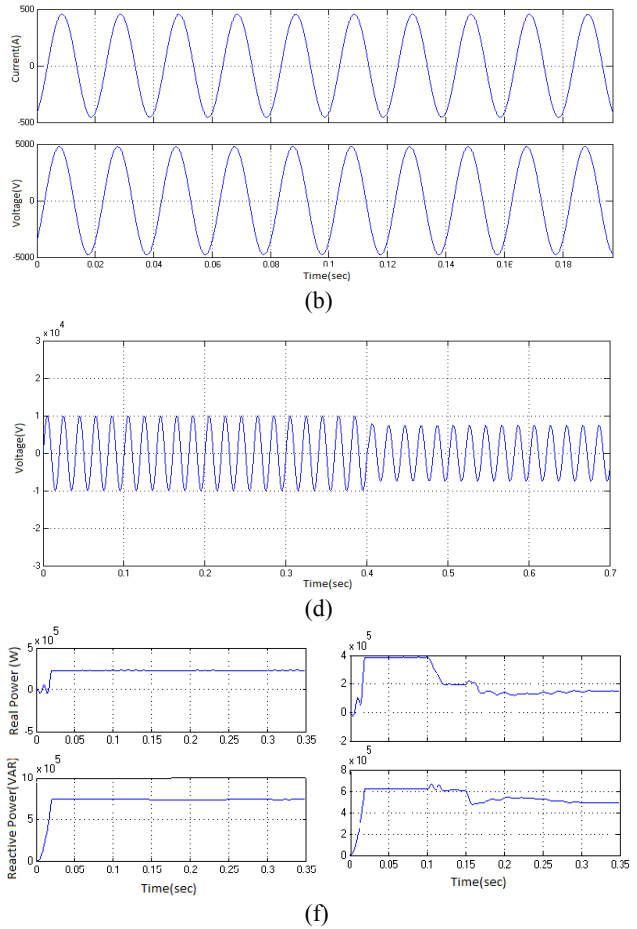 500
0
-500
Current(A)
5000
0
-5000
Voltage(V)
0 0.02 0.04 0.06 0.08 0.1 0.12 0.14 0.16 0.18
Time(sec)
(b)
x 10^4
3
2
1
0
-1
-2
-3
Voltage(V)
0 0.1 0.2 0.3 0.4 0.5 0.6 0.7
Time(sec)
(d)
x 10^5
5
0
-5
Real Power (W)
0 0.05 0.1 0.15 0.2 0.25 0.3 0.35
x 10^5
4
2
0
-2
0 0.05 0.1 0.15 0.2 0.25 0.3 0.35
x 10^5
10
5
0
Reactive Power(VAR)
0 0.05 0.1 0.15 0.2 0.25 0.3 0.35
Time(sec)
x 10^5
8
6
4
2
0
0 0.05 0.1 0.15 0.2 0.25 0.3 0.35
Time(sec)
(f)